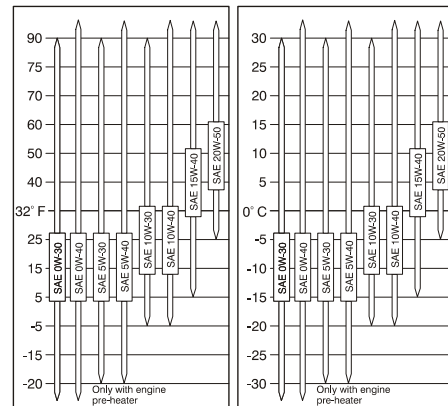 90
75
70
60
50
40
32° F
25
15
5
-5
-15
-20
SAE 0W-30
SAE 0W-40
SAE 5W-30
SAE 5W-40
SAE 10W-30
SAE 10W-40
SAE 15W-40
SAE 20W-50
Only with engine
pre-heater
30
25
20
15
10
5
0° C
-5
-10
-15
-20
-25
-30
SAE 0W-30
SAE 0W-40
SAE 5W-30
SAE 5W-40
SAE 10W-30
SAE 10W-40
SAE 15W-40
SAE 20W-50
Only with engine
pre-heater